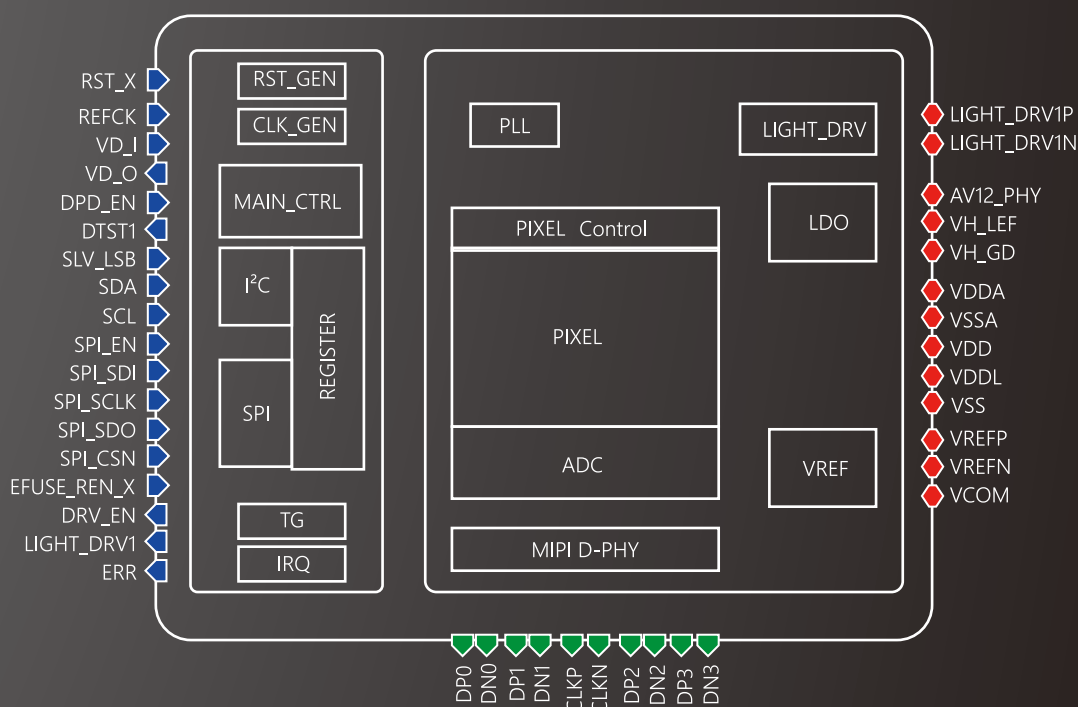 RST_X
REFCK
VD_I
VD_O
DPD_EN
DTST1
SLV_LSB
SDA
SCL
SPI_EN
SPI_SDI
SPI_SCLK
SPI_SDO
SPI_CSN
EFUSE_REN_X
DRV_EN
LIGHT_DRV1
ERR
RST_GEN
CLK_GEN
MAIN_CTRL
I²C
REGISTER
SPI
TG
IRQ
PLL
LIGHT_DRV
LDO
PIXEL Control
PIXEL
ADC
VREF
MIPI D-PHY
LIGHT_DRV1P
LIGHT_DRV1N
AV12_PHY
VH_LEF
VH_GD
VDDA
VSSA
VDD
VDDL
VSS
VREFP
VREFN
VCOM
DP0
DN0
DP1
DN1
CLKP
CLKN
DP2
DN2
DP3
DN3